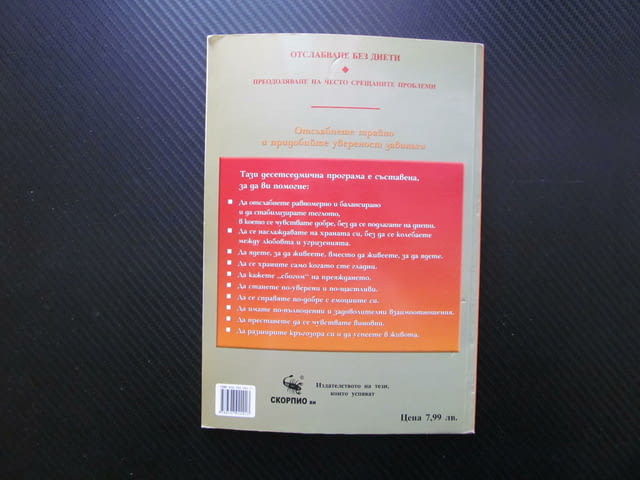 ОТСЛАБВАНЕ БЕЗ ДИЕТИ
ПРЕОДОЛЯВАНЕ НА ЧЕСТО СРЕЩАНИТЕ ПРОБЛЕМИ
Отслабнете трайно
и придобийте увереност завинаги
Тази десетседмична програма е съставена,
за да ви помогне:
Да отслабнете равномерно и балансирано
и да стабилизирате теглото,
в което се чувствате добре, без да се подлагате на диети.
Да се наслаждавате на храната си, без да се колебаете
между любовта и угризенията.
Да ядете, за да живеете, вместо да живеете, за да ядете.
Да се храните само когато сте гладни.
Да кажете „сбогом“ на преяждането.
Да станете по-уверени и по-щастливи.
Да се справяте по-добре с емоциите си.
Да имате по-пълноценни и задоволителни взаимоотношения.
Да престанете да се чувствате виновни.
Да разширите кръгозора си и да успеете в живота.
СКОРПИО ви
Издателството на тези,
които успяват
Цена 7,99 лв.